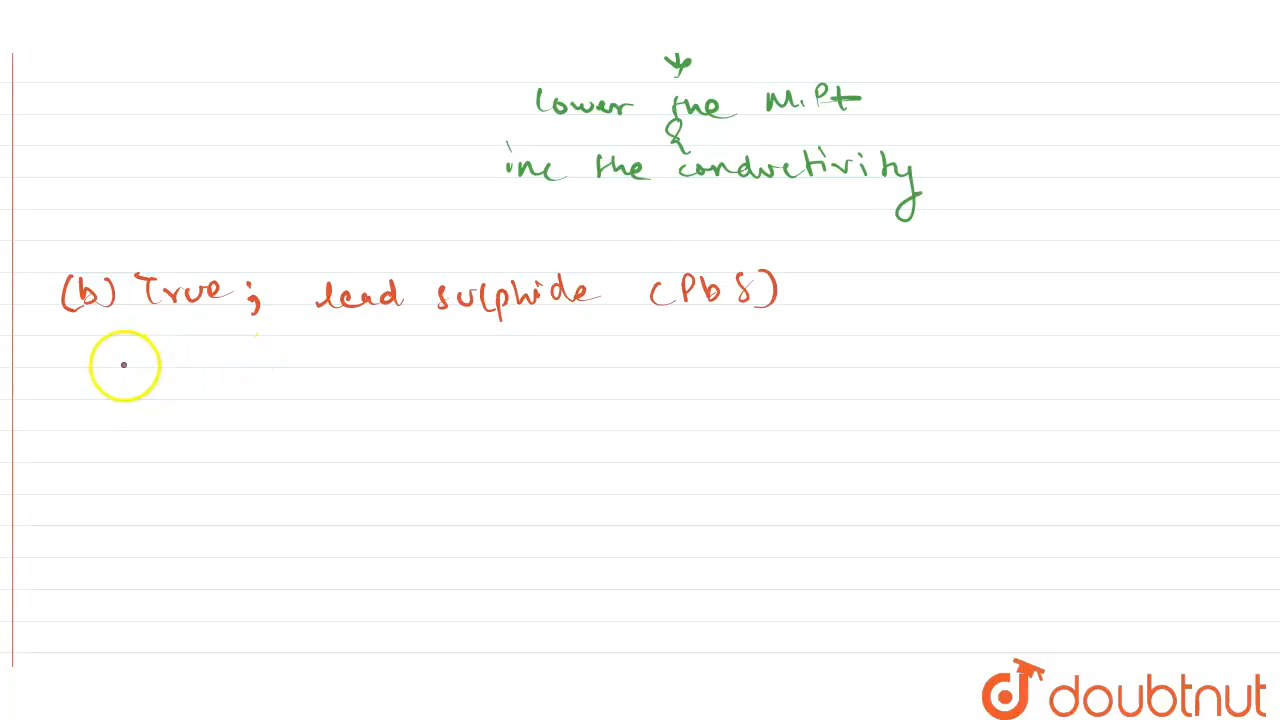 lower the M.Pt
&
inc the conductivity
(b) True; lead sulphide (PbS)
doubtnut